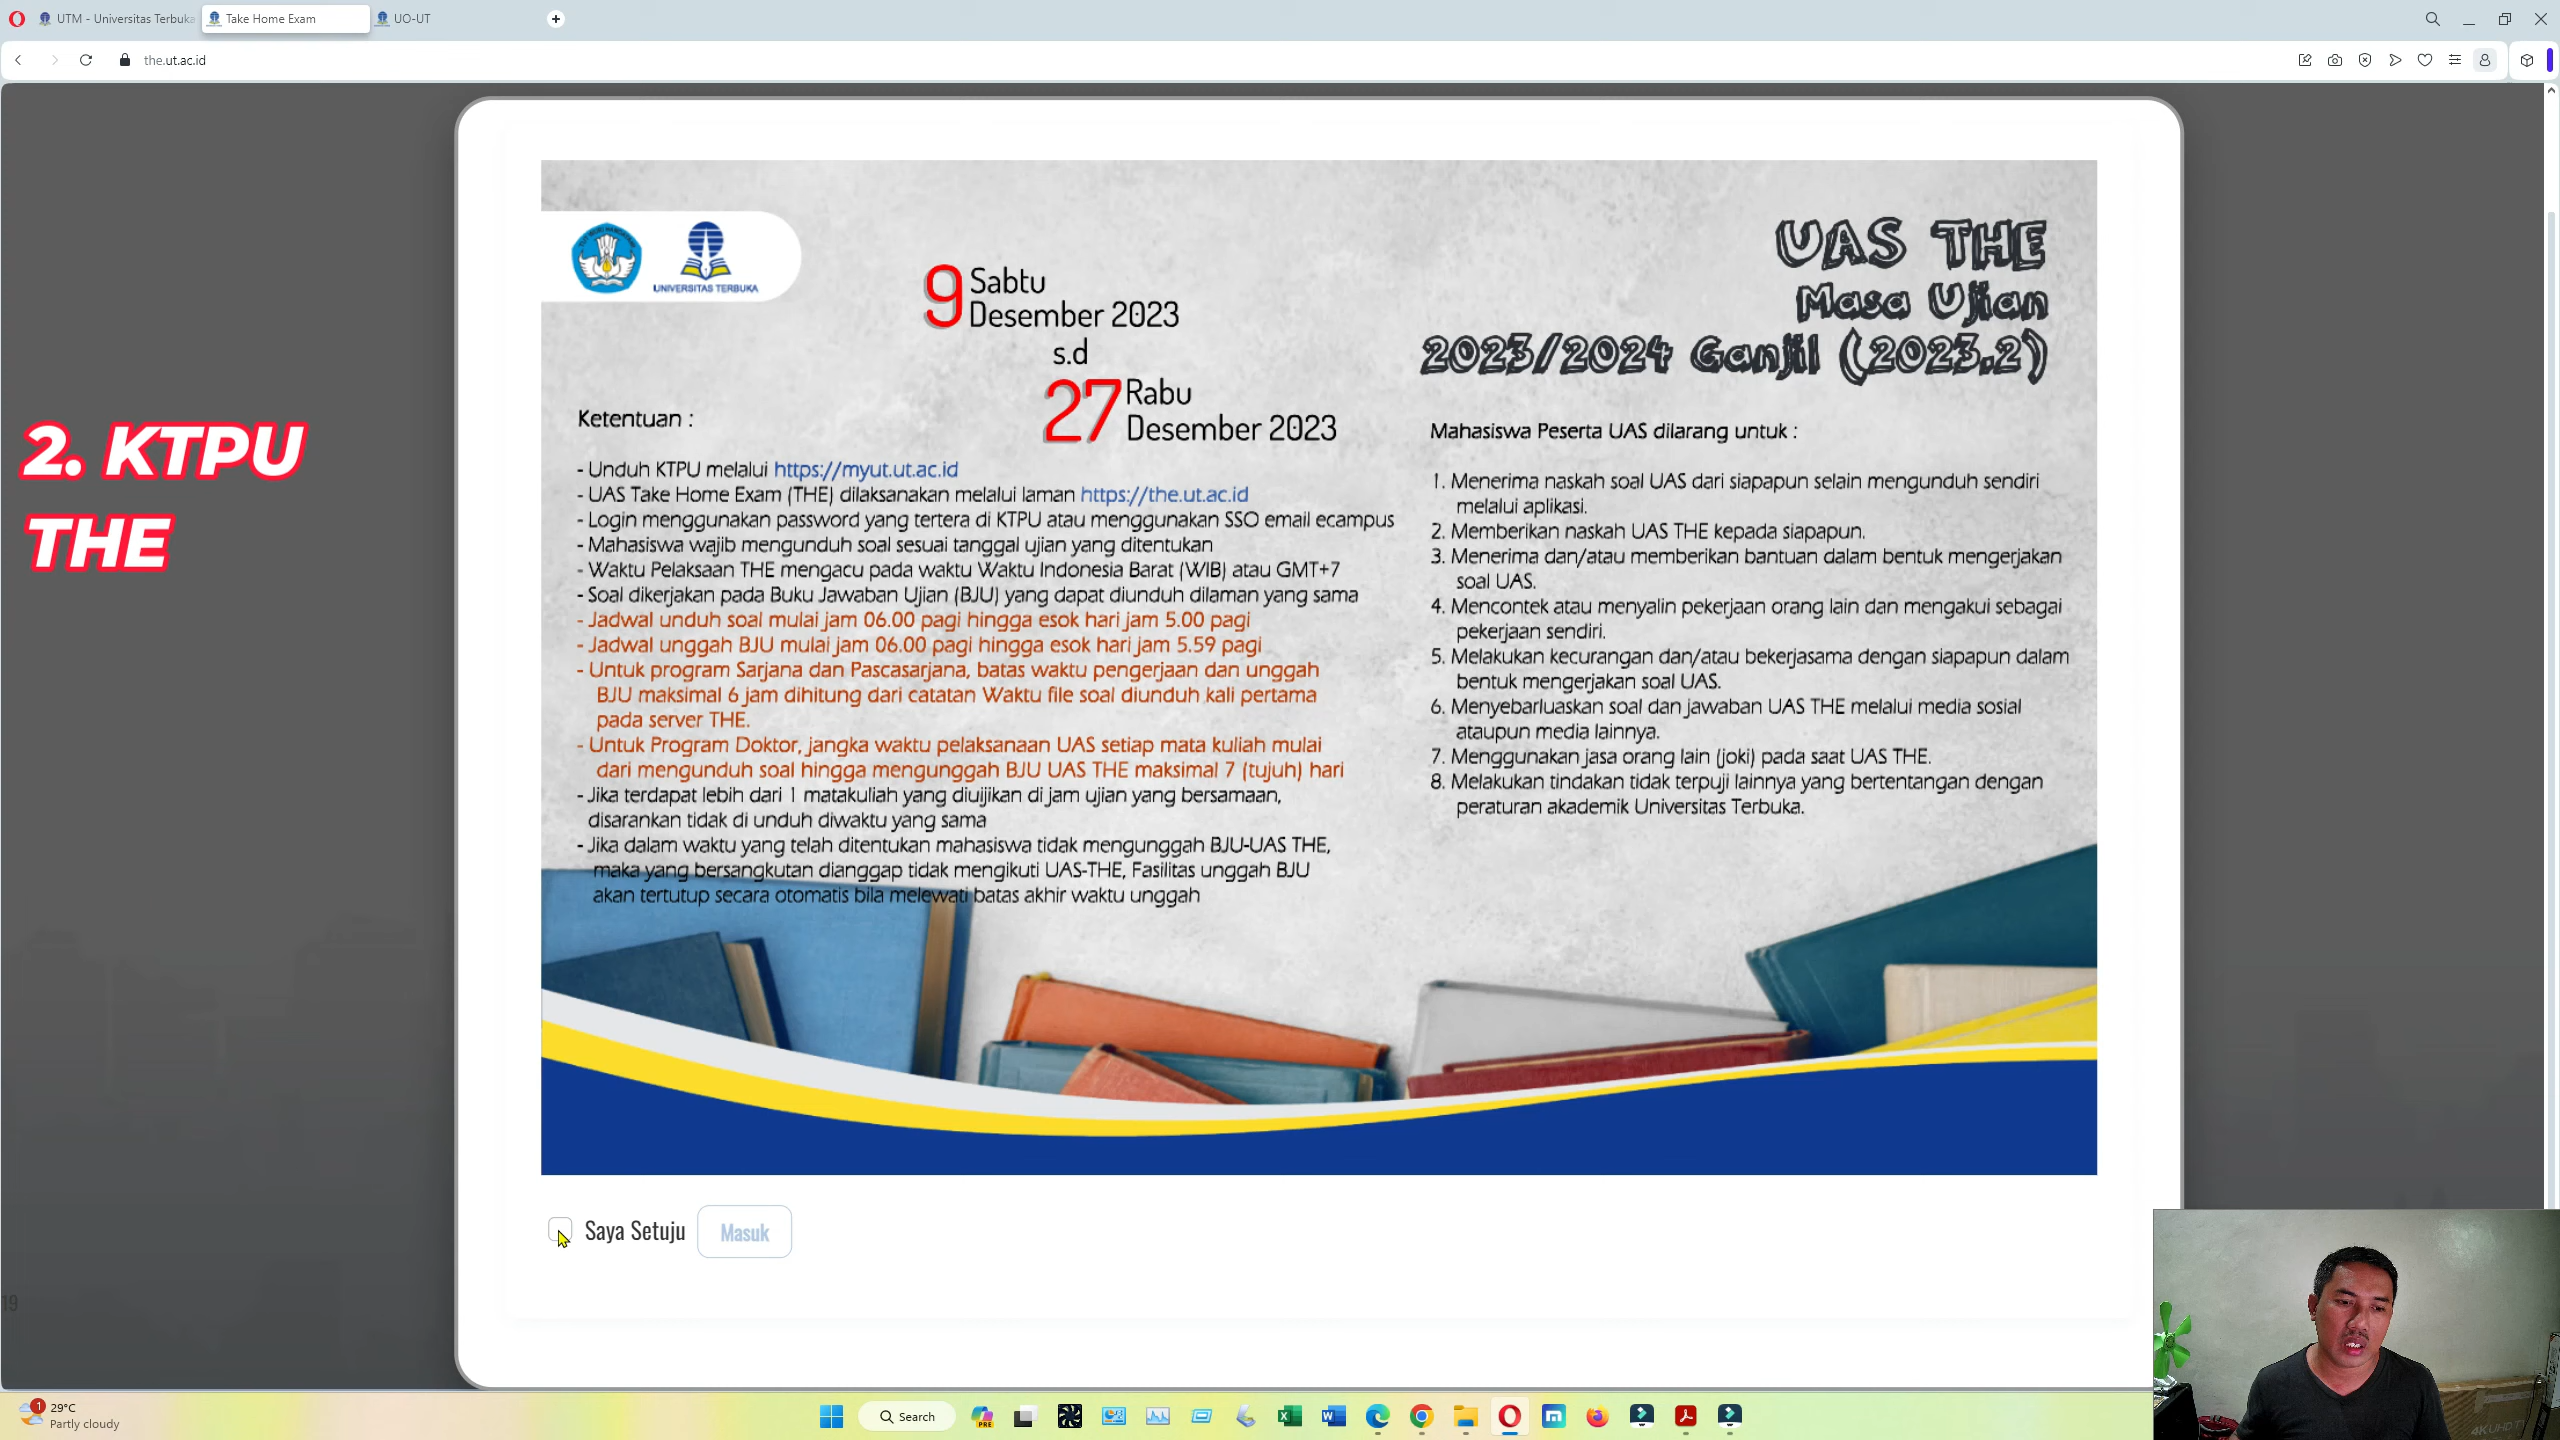 UTM - Universitas Terbuka
Take Home Exam
UO-UT
the.ut.ac.id
2. KTPU
THE
UNIVERSITAS TERBUKA
9 Sabtu
Desember 2023
s.d
27 Rabu
Desember 2023
UAS THE
Masa Ujian
2023/2024 Ganjil (2023.2)
Ketentuan :
- Unduh KTPU melalui https://myut.ut.ac.id
- UAS Take Home Exam (THE) dilaksanakan melalui laman https://the.ut.ac.id
- Login menggunakan password yang tertera di KTPU atau menggunakan SSO email ecampus
- Mahasiswa wajib mengunduh soal sesuai tanggal ujian yang ditentukan
- Waktu Pelaksaan THE mengacu pada waktu Waktu Indonesia Barat (WIB) atau GMT+7
- Soal dikerjakan pada Buku Jawaban Ujian (BJU) yang dapat diunduh dilaman yang sama
- Jadwal unduh soal mulai jam 06.00 pagi hingga esok hari jam 5.00 pagi
- Jadwal unggah BJU mulai jam 06.00 pagi hingga esok hari jam 5.59 pagi
- Untuk program Sarjana dan Pascasarjana, batas waktu pengerjaan dan unggah
BJU maksimal 6 jam dihitung dari catatan Waktu file soal diunduh kali pertama
pada server THE.
- Untuk Program Doktor, jangka waktu pelaksanaan UAS setiap mata kuliah mulai
dari mengunduh soal hingga mengunggah BJU UAS THE maksimal 7 (tujuh) hari
- Jika terdapat lebih dari 1 matakuliah yang diuijikan di jam ujian yang bersamaan,
disarankan tidak di unduh diwaktu yang sama
- Jika dalam waktu yang telah ditentukan mahasiswa tidak mengunggah BJU-UAS THE,
maka yang bersangkutan dianggap tidak mengikuti UAS-THE, Fasilitas unggah BJU
akan tertutup secara otomatis bila melewati batas akhir waktu unggah
Mahasiswa Peserta UAS dilarang untuk :
1. Menerima naskah soal UAS dari siapapun selain mengunduh sendiri
melalui aplikasi.
2. Memberikan naskah UAS THE kepada siapapun.
3. Menerima dan/atau memberikan bantuan dalam bentuk mengerjakan
soal UAS.
4. Mencontek atau menyalin pekerjaan orang lain dan mengakui sebagai
pekerjaan sendiri.
5. Melakukan kecurangan dan/atau bekerjasama dengan siapapun dalam
bentuk mengerjakan soal UAS.
6. Menyebarluaskan soal dan jawaban UAS THE melalui media sosial
ataupun media lainnya.
7. Menggunakan jasa orang lain (joki) pada saat UAS THE.
8. Melakukan tindakan tidak terpuji lainnya yang bertentangan dengan
peraturan akademik Universitas Terbuka.
Saya Setuju
Masuk
19
1
29°C
Partly cloudy
Search
PRE